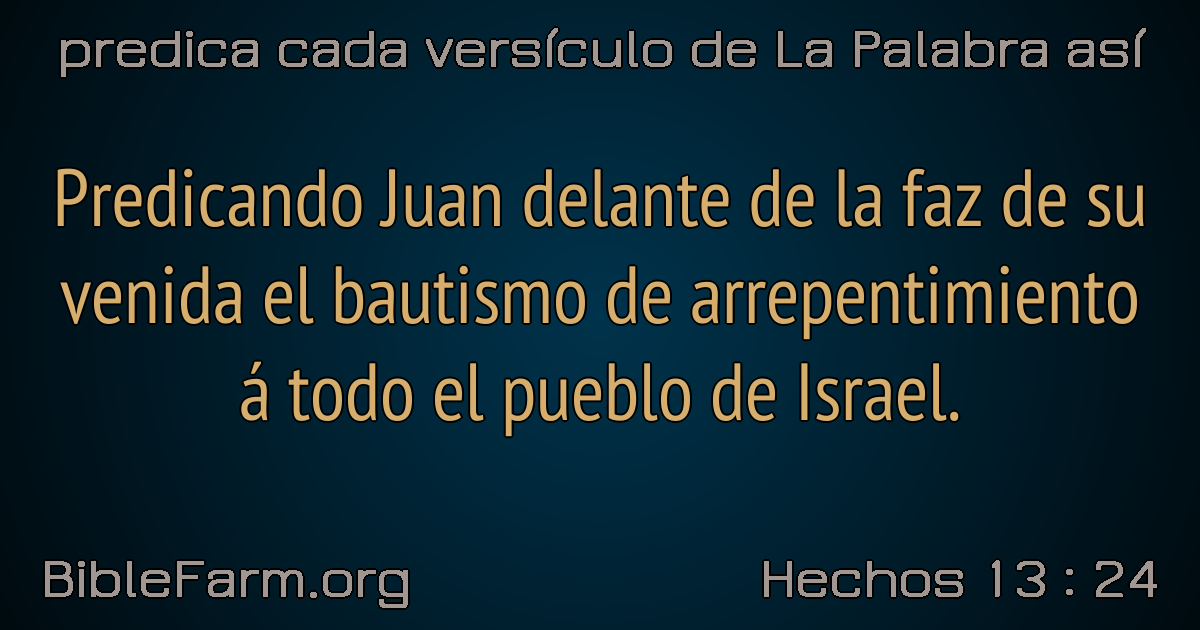 predica cada versículo de La Palabra así
Predicando Juan delante de la faz de su
venida el bautismo de arrepentimiento
á todo el pueblo de Israel.
BibleFarm.org
Hechos 13 : 24